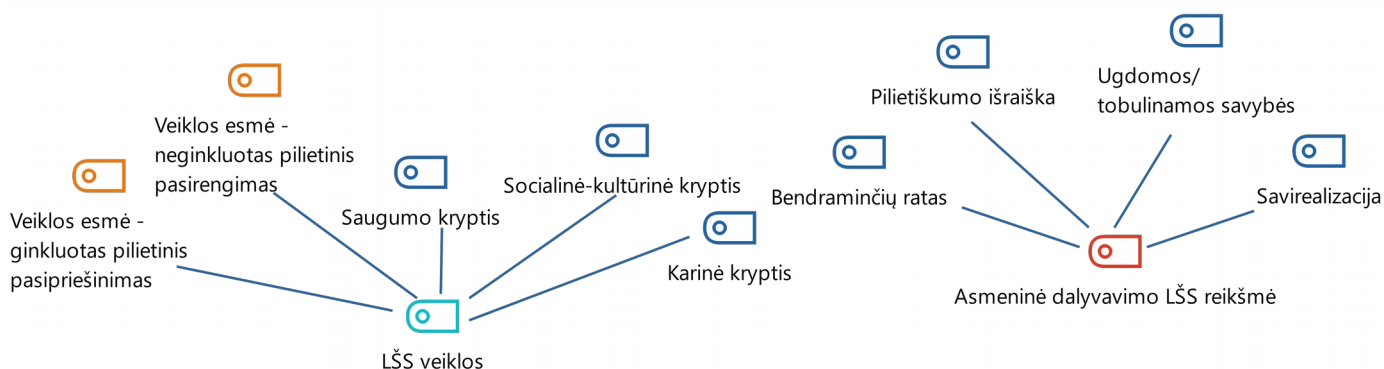 Veiklos esmė -
neginkluotas pilietinis
pasirengimas
Veiklos esmė -
ginkluotas pilietinis
pasipriešinimas
Saugumo kryptis
Socialinė-kultūrinė kryptis
Karinė kryptis
LŠS veiklos
Pilietiškumo išraiška
Ugdomos/
tobulinamos savybės
Bendraminčių ratas
Savirealizacija
Asmeninė dalyvavimo LŠS reikšmė